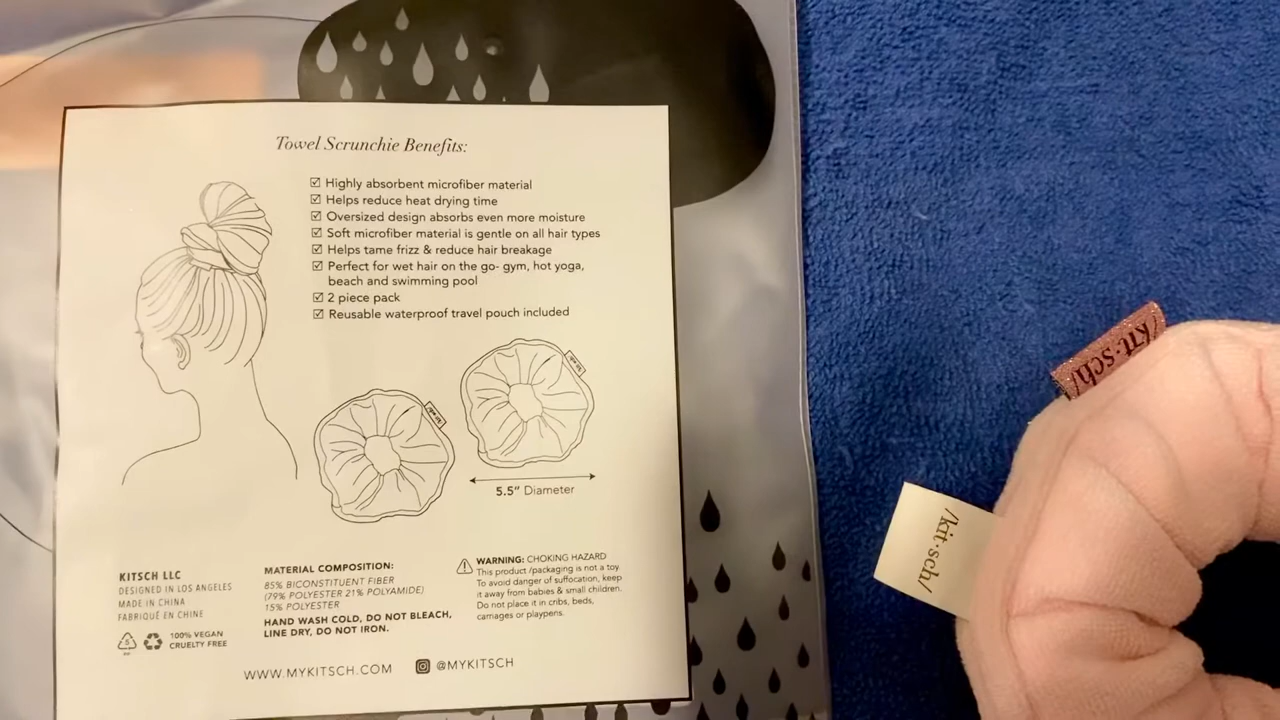 Towel Scrunchie Benefits:
☑ Highly absorbent microfiber material
☑ Helps reduce heat drying time
☑ Oversized design absorbs even more moisture
☑ Soft microfiber material is gentle on all hair types
☑ Helps tame frizz & reduce hair breakage
☑ Perfect for wet hair on the go- gym, hot yoga,
beach and swimming pool
☑ 2 piece pack
☑ Reusable waterproof travel pouch included
5.5" Diameter
KITSCH LLC
DESIGNED IN LOS ANGELES
MADE IN CHINA
FABRIQUÉ EN CHINE
5
100% VEGAN
CRUELTY FREE
MATERIAL COMPOSITION:
85% BICONSTITUENT FIBER
(79% POLYESTER 21% POLYAMIDE)
15% POLYESTER
HAND WASH COLD, DO NOT BLEACH,
LINE DRY, DO NOT IRON.
WARNING: CHOKING HAZARD
This product /packaging is not a toy.
To avoid danger of suffocation, keep
it away from babies & small children.
Do not place it in cribs, beds,
carriages or playpens.
WWW.MYKITSCH.COM @MYKITSCH
/kit·sch/
/kit·sch/